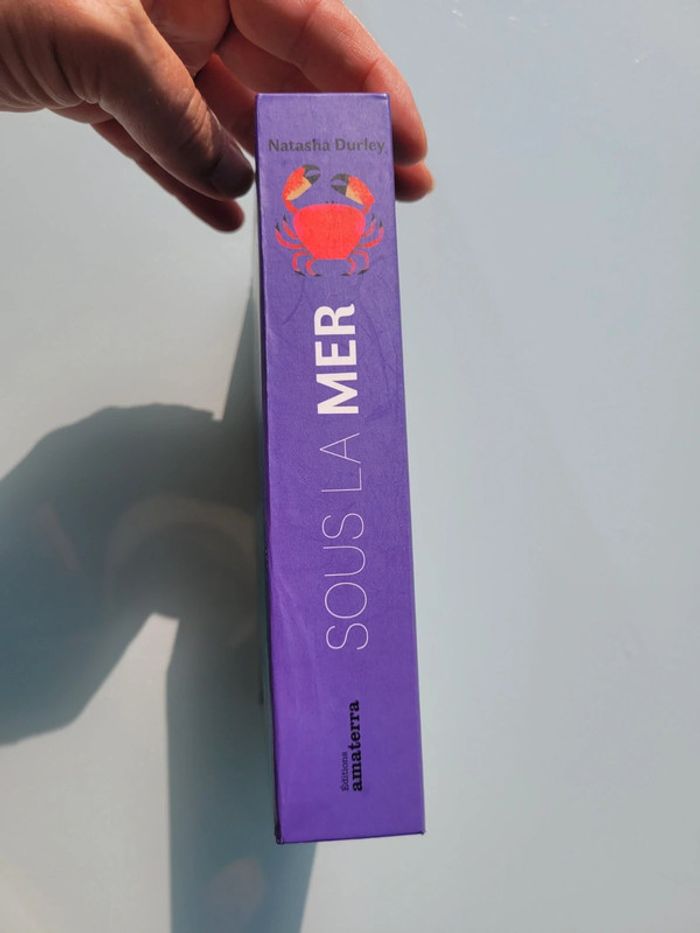 Natasha Durley
SOUS LA MER
Éditions
amaterra